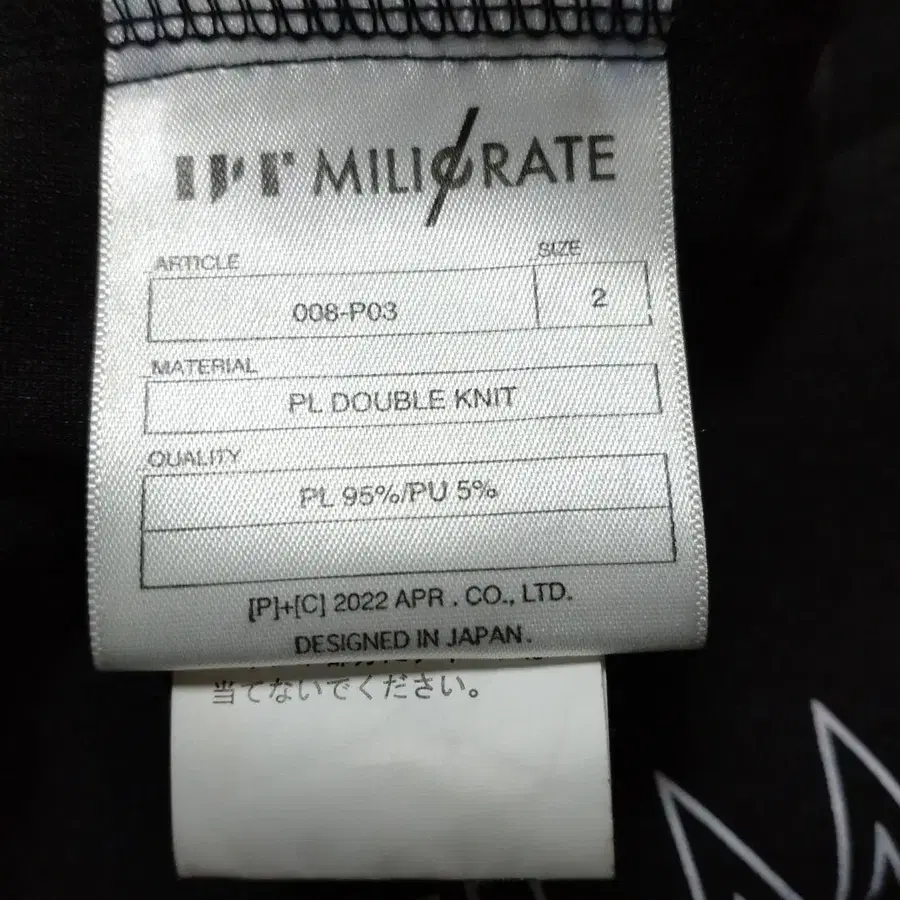 MILIØRATE
ARTICLE SIZE
008-P03 2
MATERIAL
PL DOUBLE KNIT
QUALITY
PL 95%/PU 5%
[P]+[C] 2022 APR . CO., LTD.
DESIGNED IN JAPAN.
当てないでください。